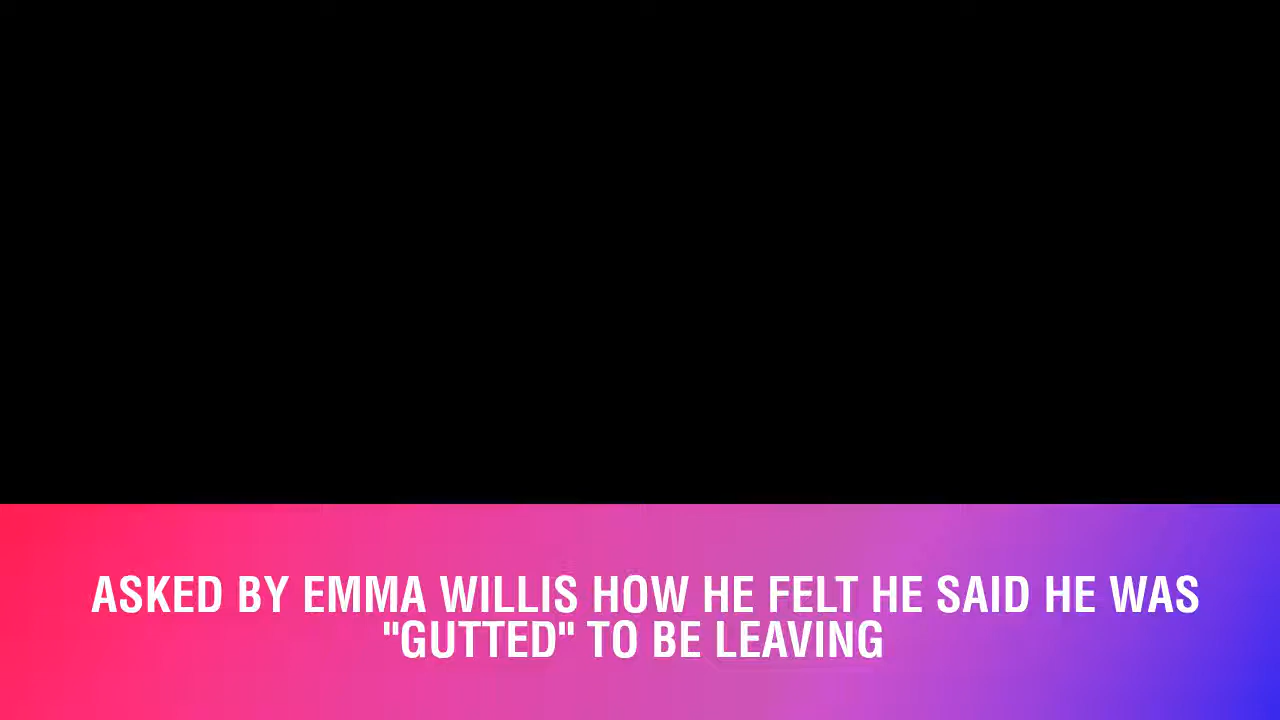 ASKED BY EMMA WILLIS HOW HE FELT HE SAID HE WAS
"GUTTED" TO BE LEAVING